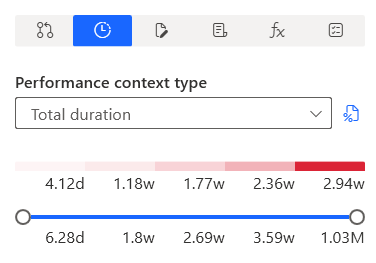 fx
Performance context type
Total duration
4.12d 1.18w 1.77w 2.36w 2.94w
6.28d 1.8w 2.69w 3.59w 1.03M